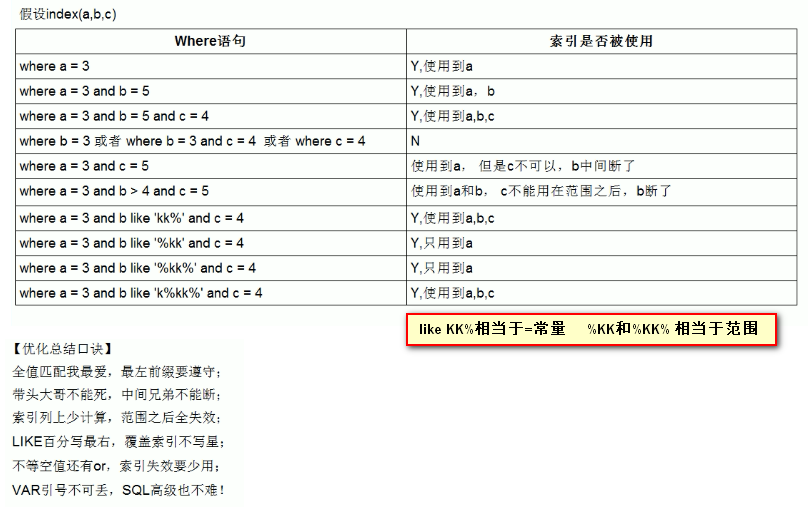 假设index(a,b,c)
Where语句 索引是否被使用
where a = 3 Y,使用到a
where a = 3 and b = 5 Y,使用到a，b
where a = 3 and b = 5 and c = 4 Y,使用到a,b,c
where b = 3 或者 where b = 3 and c = 4 或者 where c = 4 N
where a = 3 and c = 5 使用到a， 但是c不可以，b中间断了
where a = 3 and b > 4 and c = 5 使用到a和b， c不能用在范围之后，b断了
where a = 3 and b like 'kk%' and c = 4 Y,使用到a,b,c
where a = 3 and b like '%kk' and c = 4 Y,只用到a
where a = 3 and b like '%kk%' and c = 4 Y,只用到a
where a = 3 and b like 'k%kk%' and c = 4 Y,使用到a,b,c
like KK%相当于=常量 %KK和%KK% 相当于范围
【优化总结口诀】
全值匹配我最爱，最左前缀要遵守；
带头大哥不能死，中间兄弟不能断；
索引列上少计算，范围之后全失效；
LIKE百分写最右，覆盖索引不写星；
不等空值还有or，索引失效要少用；
VAR引号不可丢，SQL高级也不难！